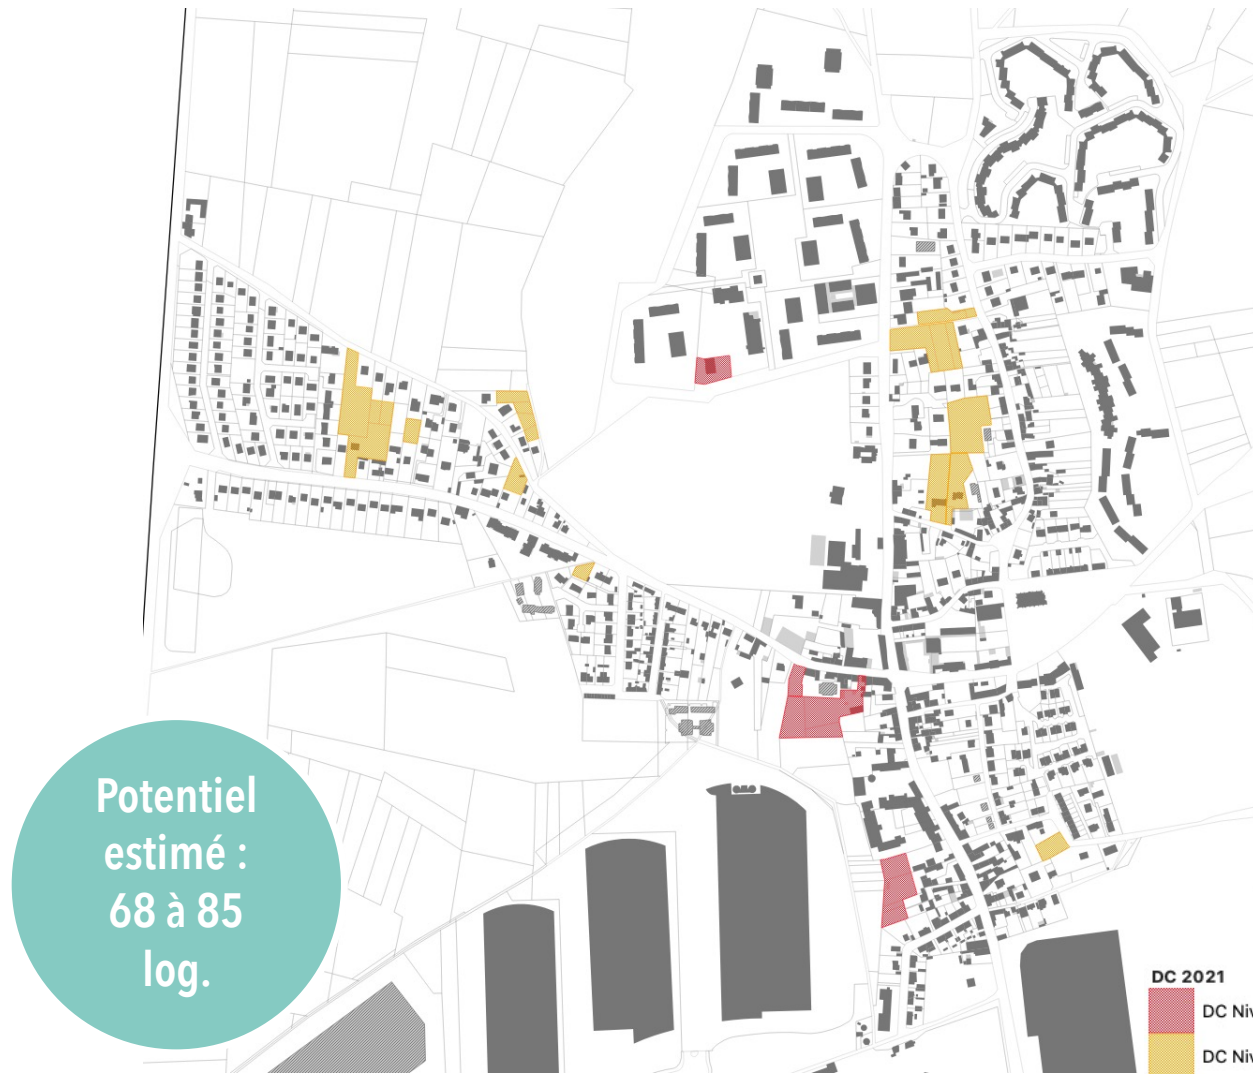 Potentiel
estimé :
68 à 85
log.
DC 2021
DC Niv
DC Niv